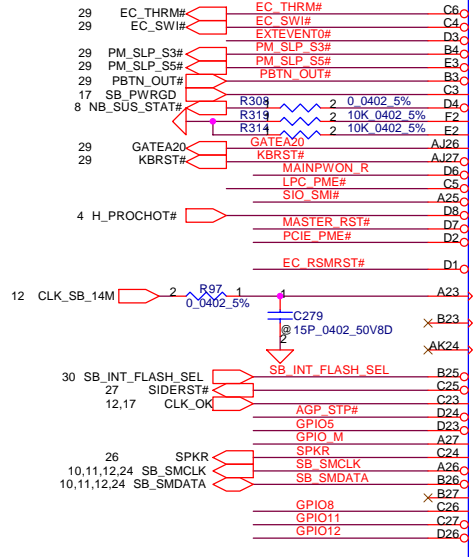 29 EC_THRM# EC_THRM# C6
29 EC_SWI# EC_SWI# C4
EXTEVENT0# D3
29 PM_SLP_S3# PM_SLP_S3# B4
29 PM_SLP_S5# PM_SLP_S5# E3
29 PBTN_OUT# PBTN_OUT# B3
17 SB_PWRGD C3
8 NB_SUS_STAT# R308 2 0_0402_5% D4
R319 2 10K_0402_5% F2
R314 2 10K_0402_5% E2
29 GATEA20 GATEA20 AJ26
29 KBRST# KBRST# AJ27
MAINPWON_R D6
LPC_PME# C5
SIO_SMI# A25
4 H_PROCHOT# D8
MASTER_RST# D7
PCIE_PME# D2
EC_RSMRST# D1
12 CLK_SB_14M 2 R97 1 1 A23
0_0402_5%
C279 B23
@ 15P_0402_50V8D
2
AK24
30 SB_INT_FLASH_SEL SB_INT_FLASH_SEL B25
27 SIDERST# C25
12,17 CLK_OK C23
AGP_STP# D24
GPIO5 D23
GPIO_M A27
26 SPKR SPKR C24
10,11,12,24 SB_SMCLK SB_SMCLK A26
10,11,12,24 SB_SMDATA SB_SMDATA B26
B27
GPIO8 C26
GPIO11 C27
GPIO12 D26